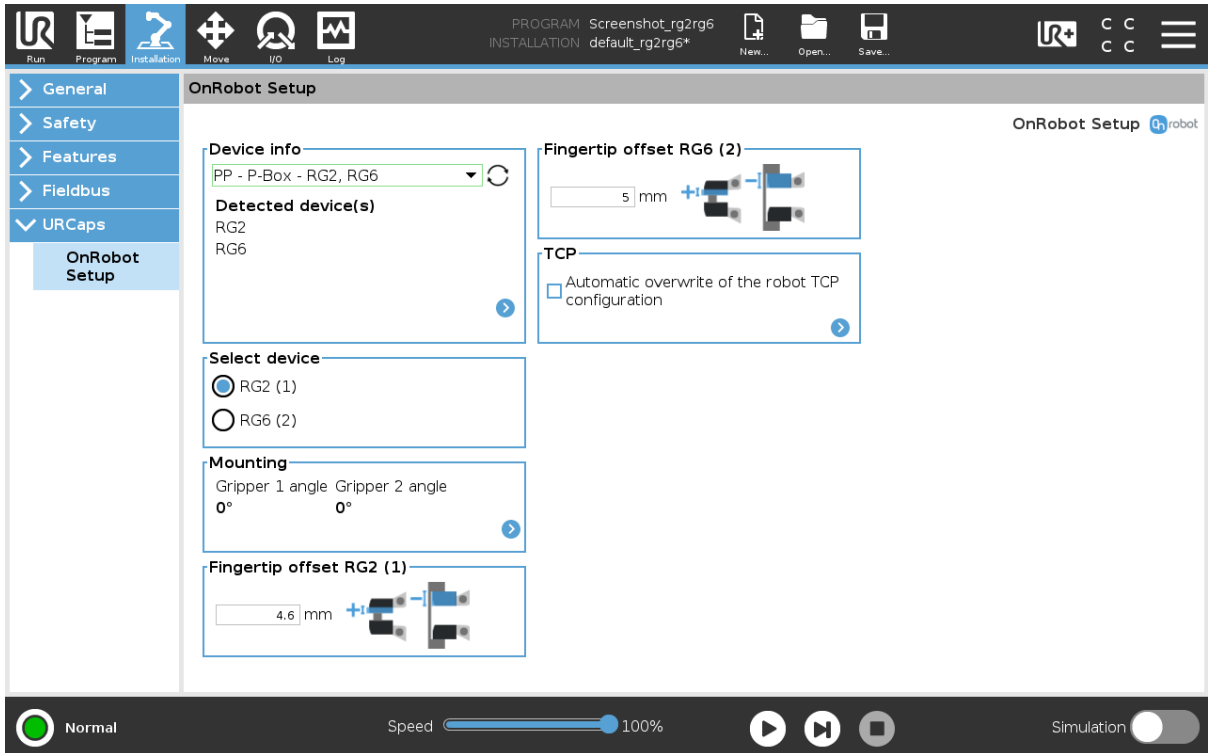 UR
Run
Program
Installation
Move
I/O
Log
PROGRAM Screenshot_rg2rg6
INSTALLATION default_rg2rg6*
New...
Open...
Save...
UR+
C C
C C
General
Safety
Features
Fieldbus
URCaps
OnRobot
Setup
OnRobot Setup
OnRobot Setup On robot
Device info
PP - P-Box - RG2, RG6
Detected device(s)
RG2
RG6
Select device
RG2 (1)
RG6 (2)
Mounting
Gripper 1 angle Gripper 2 angle
0° 0°
Fingertip offset RG2 (1)
4.6 mm
Fingertip offset RG6 (2)
5 mm
TCP
Automatic overwrite of the robot TCP
configuration
Normal
Speed 100%
Simulation